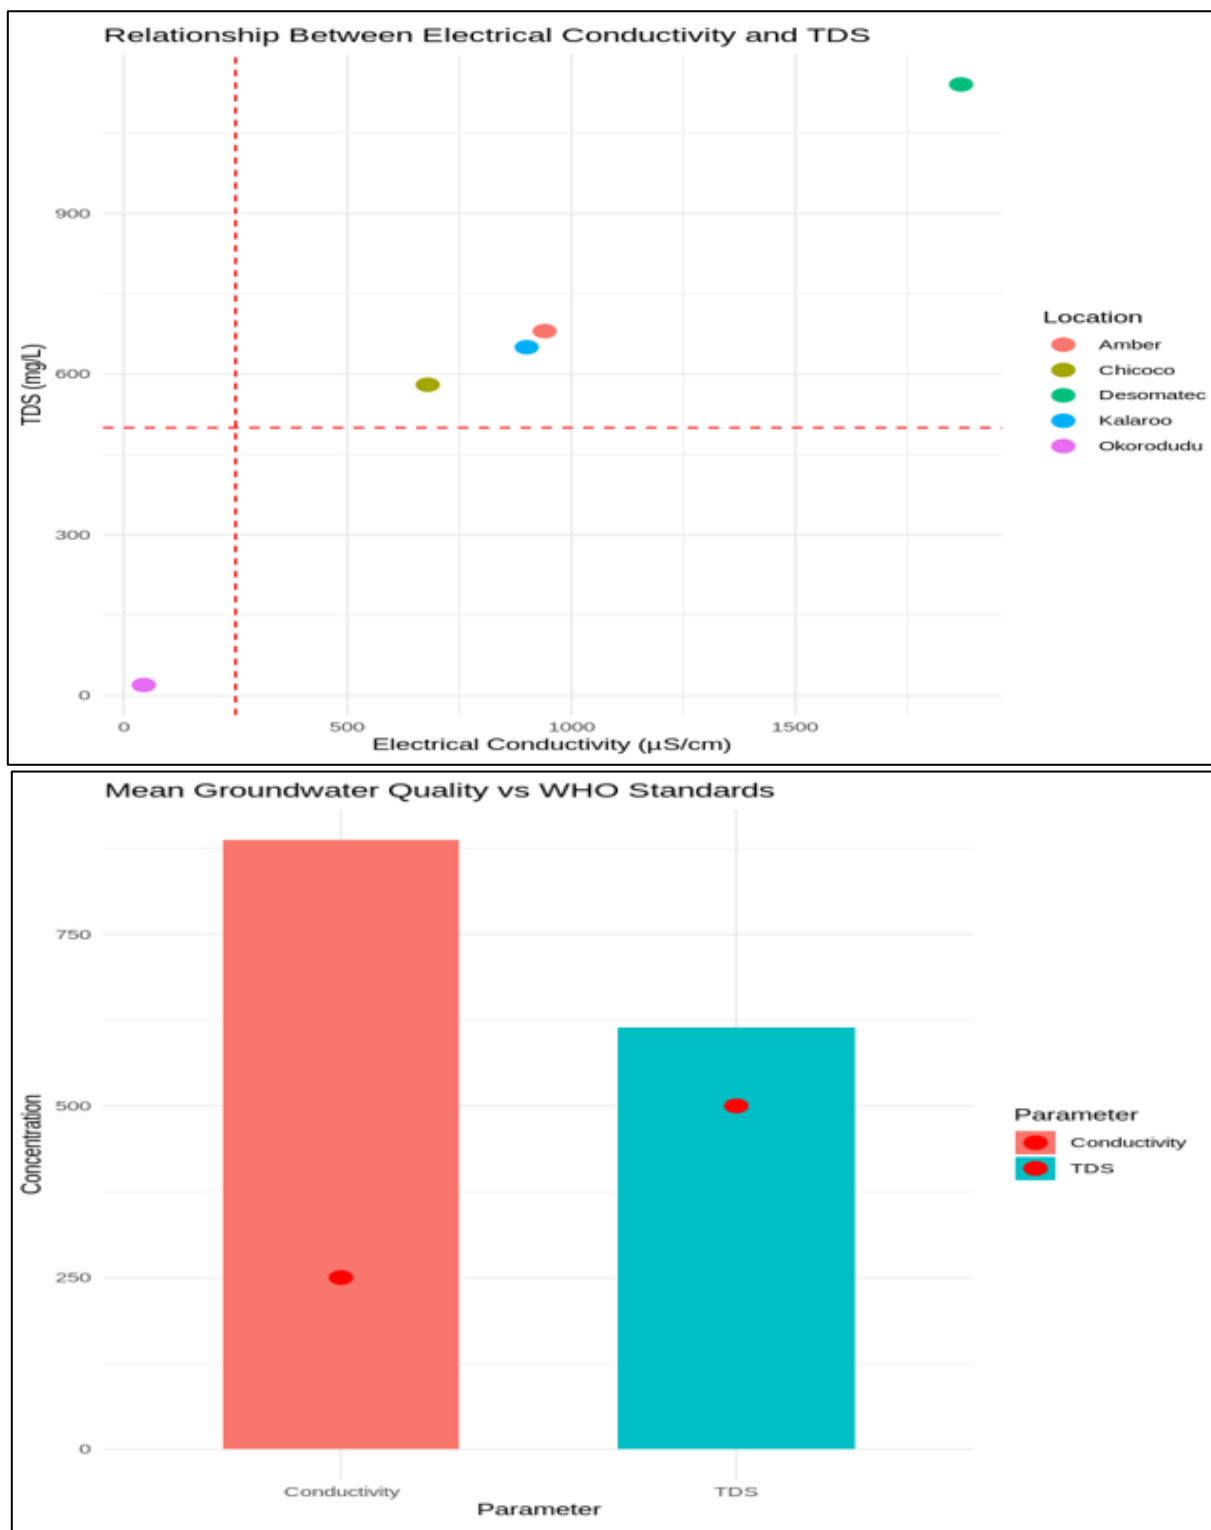 Relationship Between Electrical Conductivity and TDS
900
600
300
0
TDS (mg/L)
0 500 1000 1500
Electrical Conductivity (µS/cm)
Location
Amber
Chicoco
Desomatec
Kalaroo
Okorodudu
Mean Groundwater Quality vs WHO Standards
750
500
250
0
Concentration
Conductivity TDS
Parameter
Parameter
Conductivity
TDS